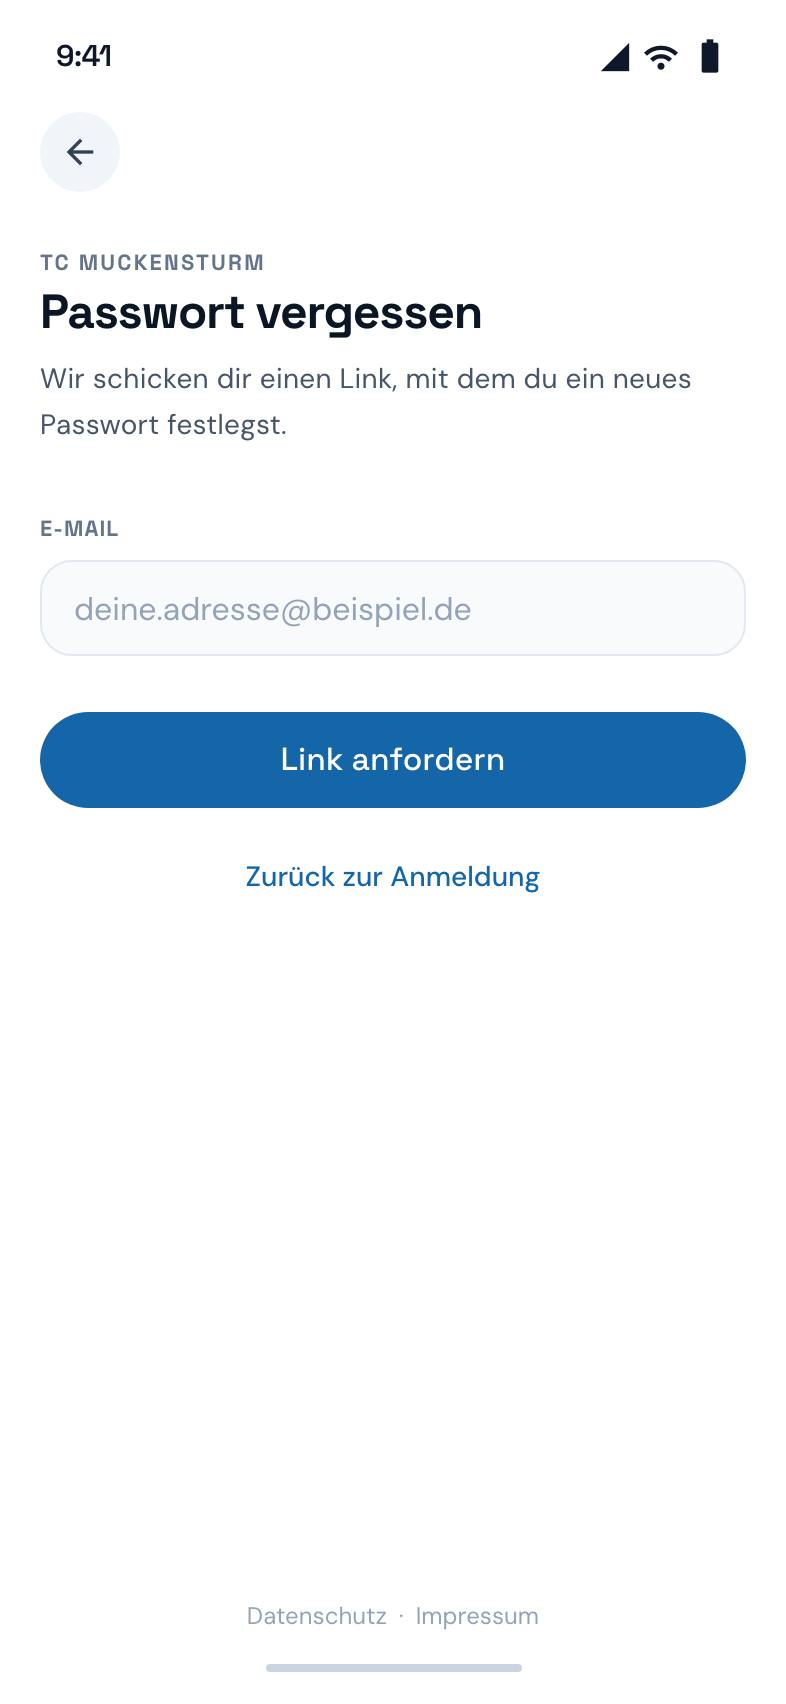 9:41
TC MUCKENSTURM
Passwort vergessen
Wir schicken dir einen Link, mit dem du ein neues
Passwort festlegst.
E-MAIL
deine.adresse@beispiel.de
Link anfordern
Zurück zur Anmeldung
Datenschutz · Impressum